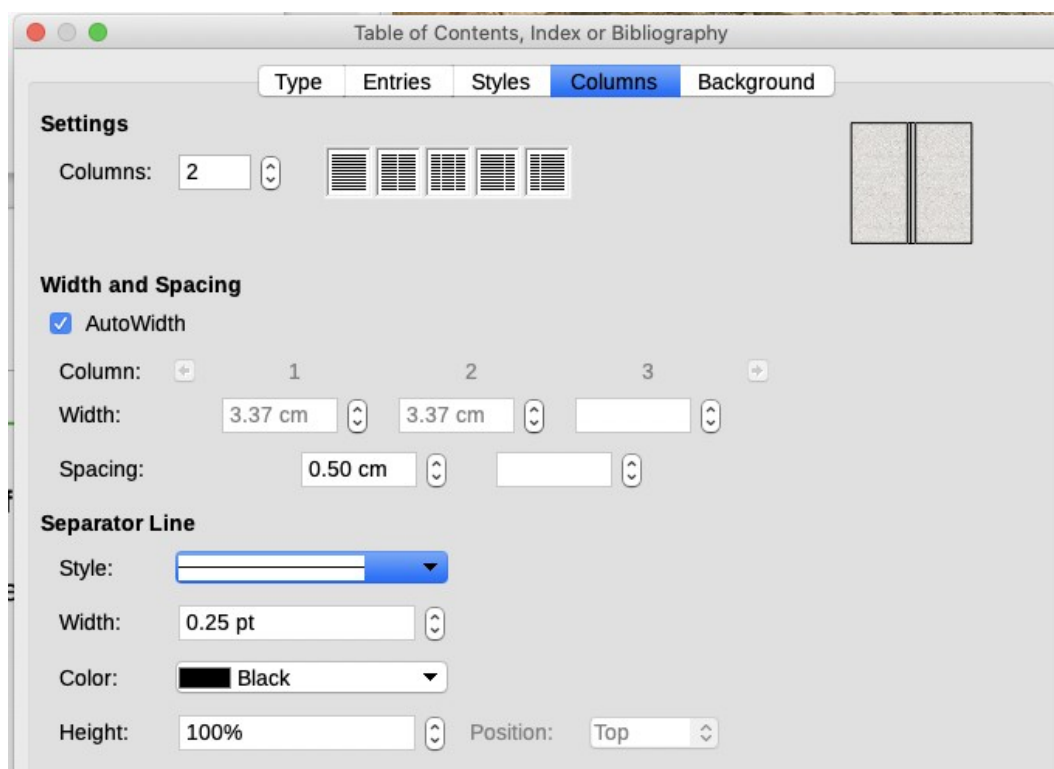 Table of Contents, Index or Bibliography
Type Entries Styles Columns Background
Settings
Columns: 2
Width and Spacing
AutoWidth
Column: 1 2 3
Width: 3.37 cm 3.37 cm
Spacing: 0.50 cm
Separator Line
Style:
Width: 0.25 pt
Color: Black
Height: 100% Position: Top